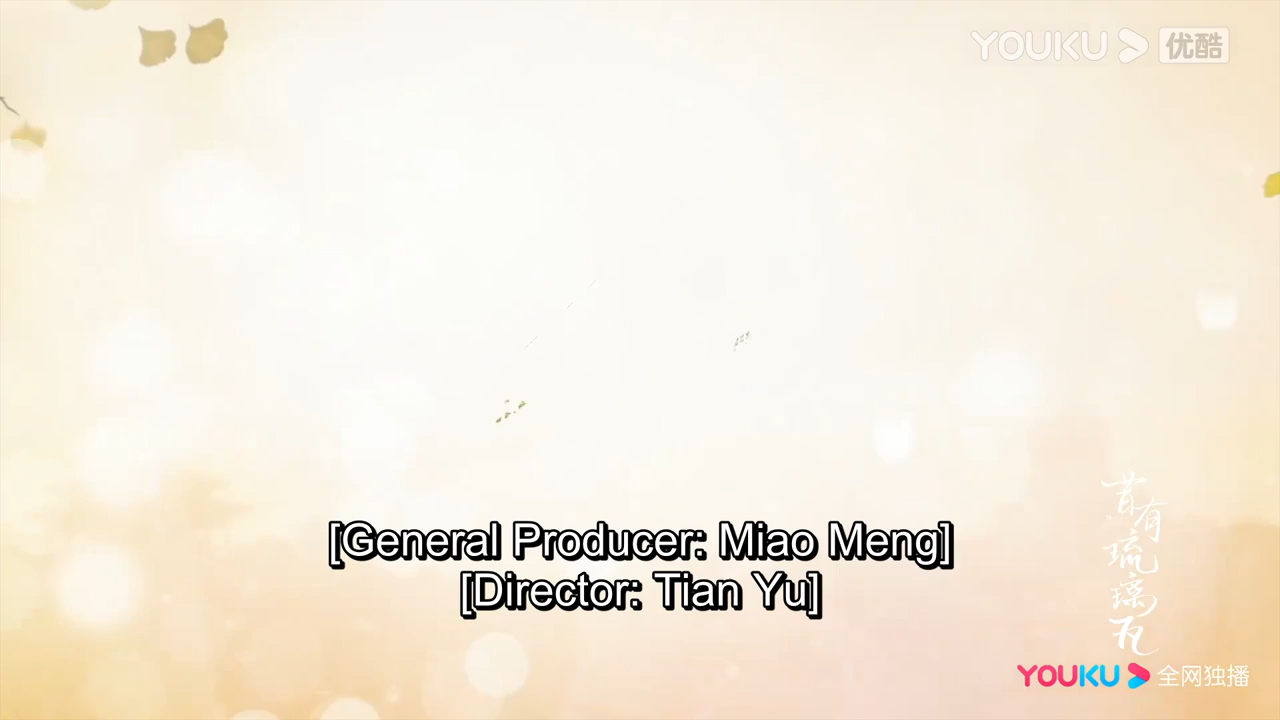 YOUKU 优酷
[General Producer: Miao Meng]
[Director: Tian Yu]
昔有琉璃瓦
YOUKU 全网独播